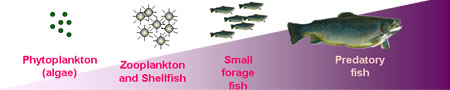 Phytoplankton
(algae)
Zooplankton
and Shellfish
Small
forage
fish
Predatory
fish